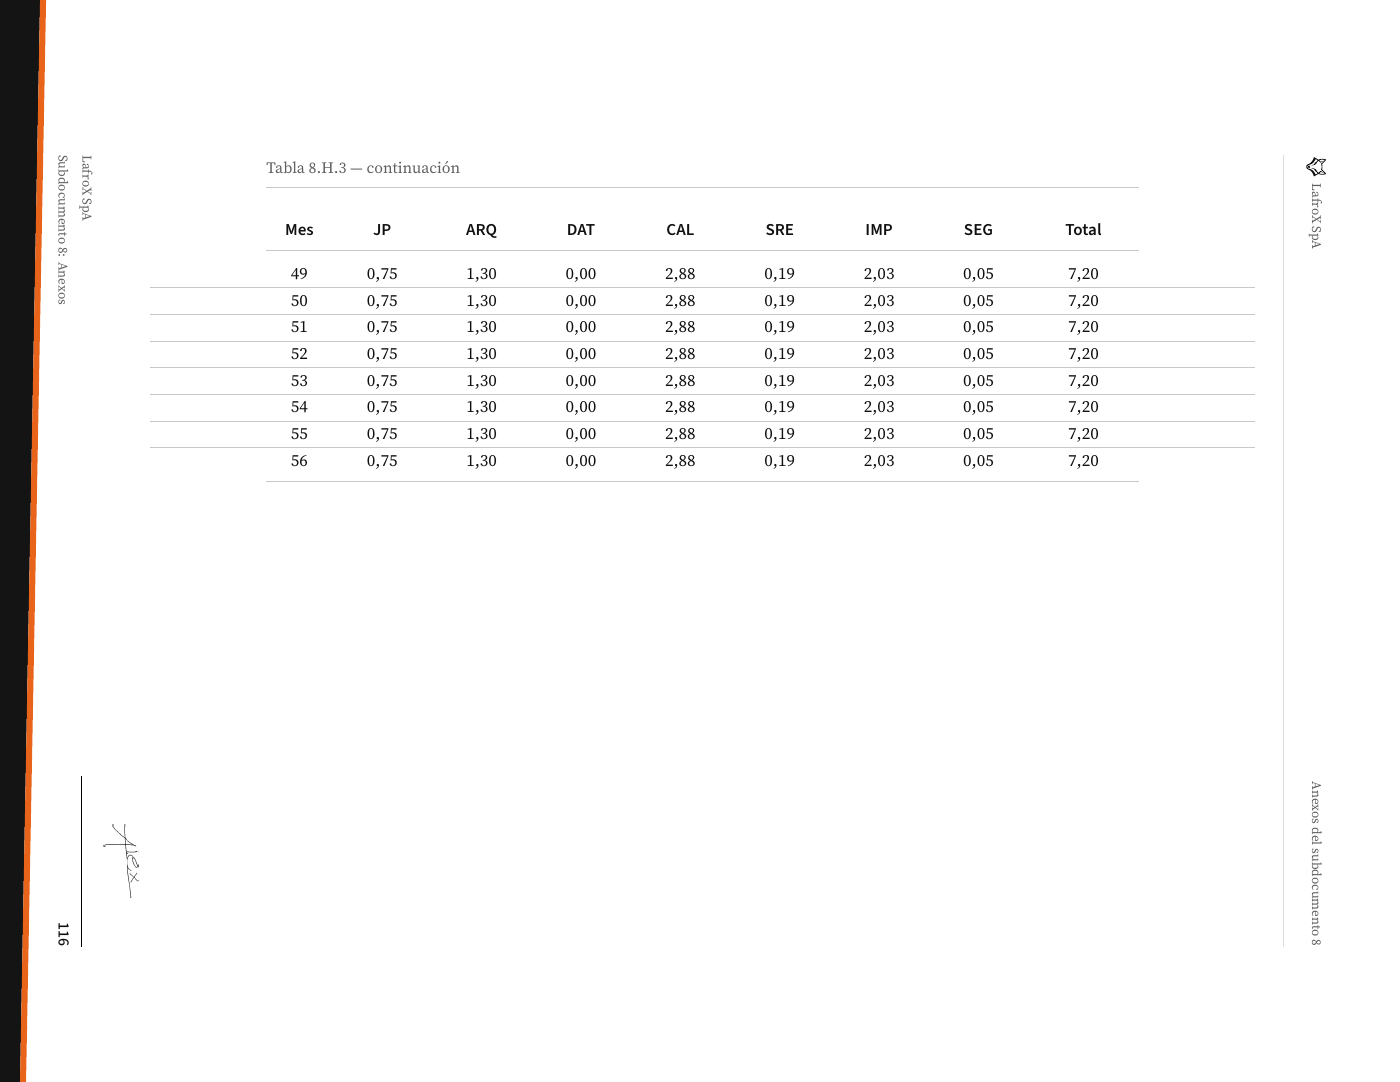 LafroX SpA
Anexos del subdocumento 8
Tabla 8.H.3 — continuación
Mes JP ARQ DAT CAL SRE IMP SEG Total
49 0,75 1,30 0,00 2,88 0,19 2,03 0,05 7,20
50 0,75 1,30 0,00 2,88 0,19 2,03 0,05 7,20
51 0,75 1,30 0,00 2,88 0,19 2,03 0,05 7,20
52 0,75 1,30 0,00 2,88 0,19 2,03 0,05 7,20
53 0,75 1,30 0,00 2,88 0,19 2,03 0,05 7,20
54 0,75 1,30 0,00 2,88 0,19 2,03 0,05 7,20
55 0,75 1,30 0,00 2,88 0,19 2,03 0,05 7,20
56 0,75 1,30 0,00 2,88 0,19 2,03 0,05 7,20
Alex
LafroX SpA
Subdocumento 8: Anexos
116